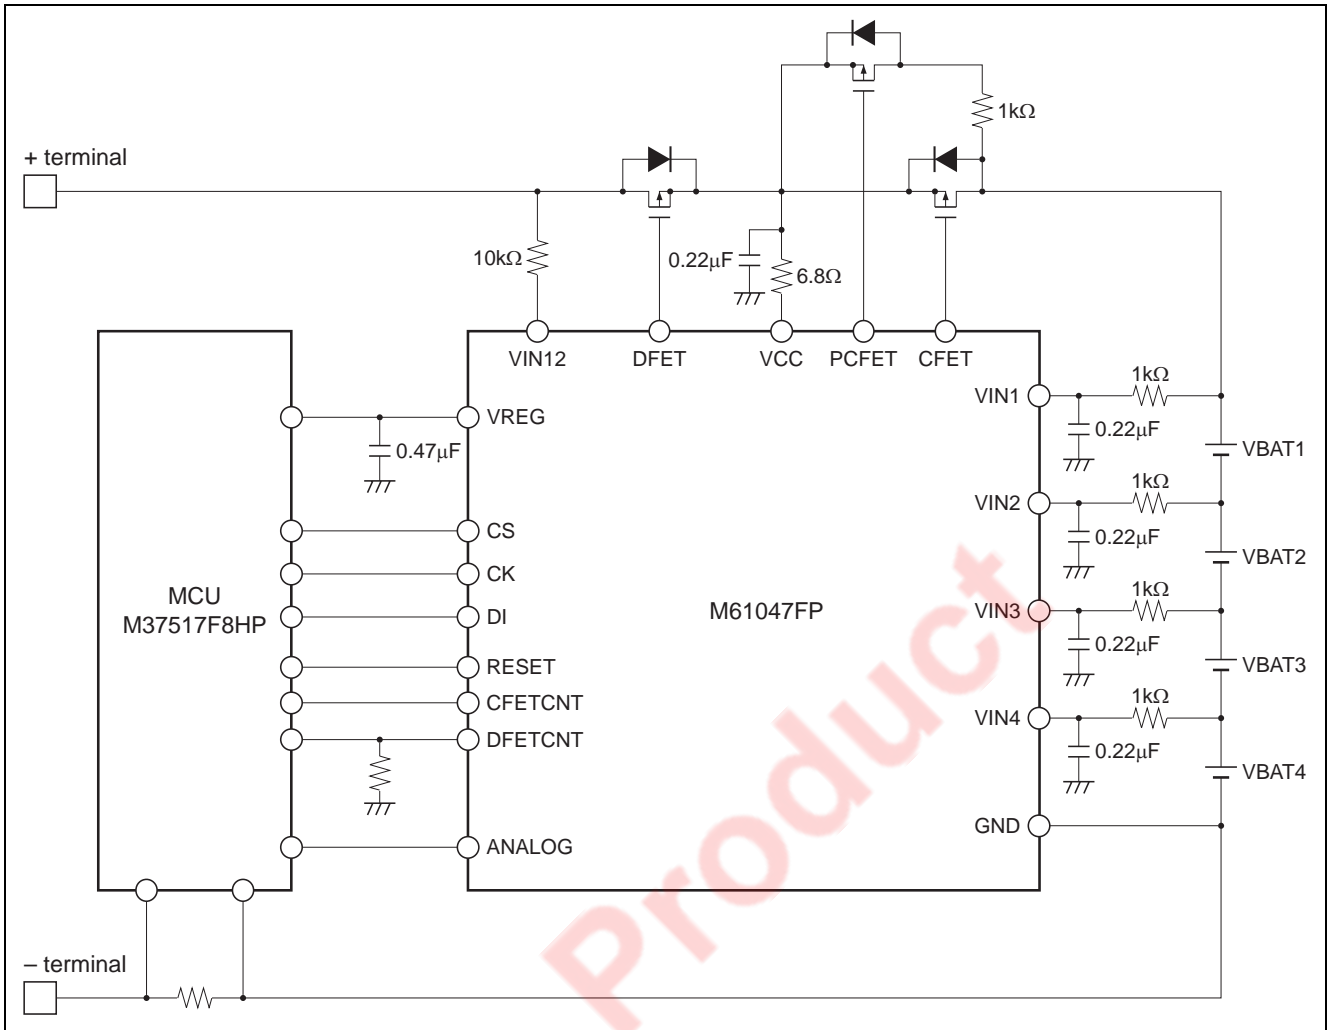 1kΩ
+ terminal
10kΩ
0.22μF
6.8Ω
VIN12
DFET
VCC
PCFET
CFET
VREG
0.47μF
CS
CK
DI
RESET
CFETCNT
DFETCNT
ANALOG
MCU
M37517F8HP
M61047FP
VIN1
1kΩ
0.22μF
VBAT1
VIN2
1kΩ
0.22μF
VBAT2
VIN3
1kΩ
0.22μF
VBAT3
VIN4
1kΩ
0.22μF
VBAT4
GND
– terminal
Product